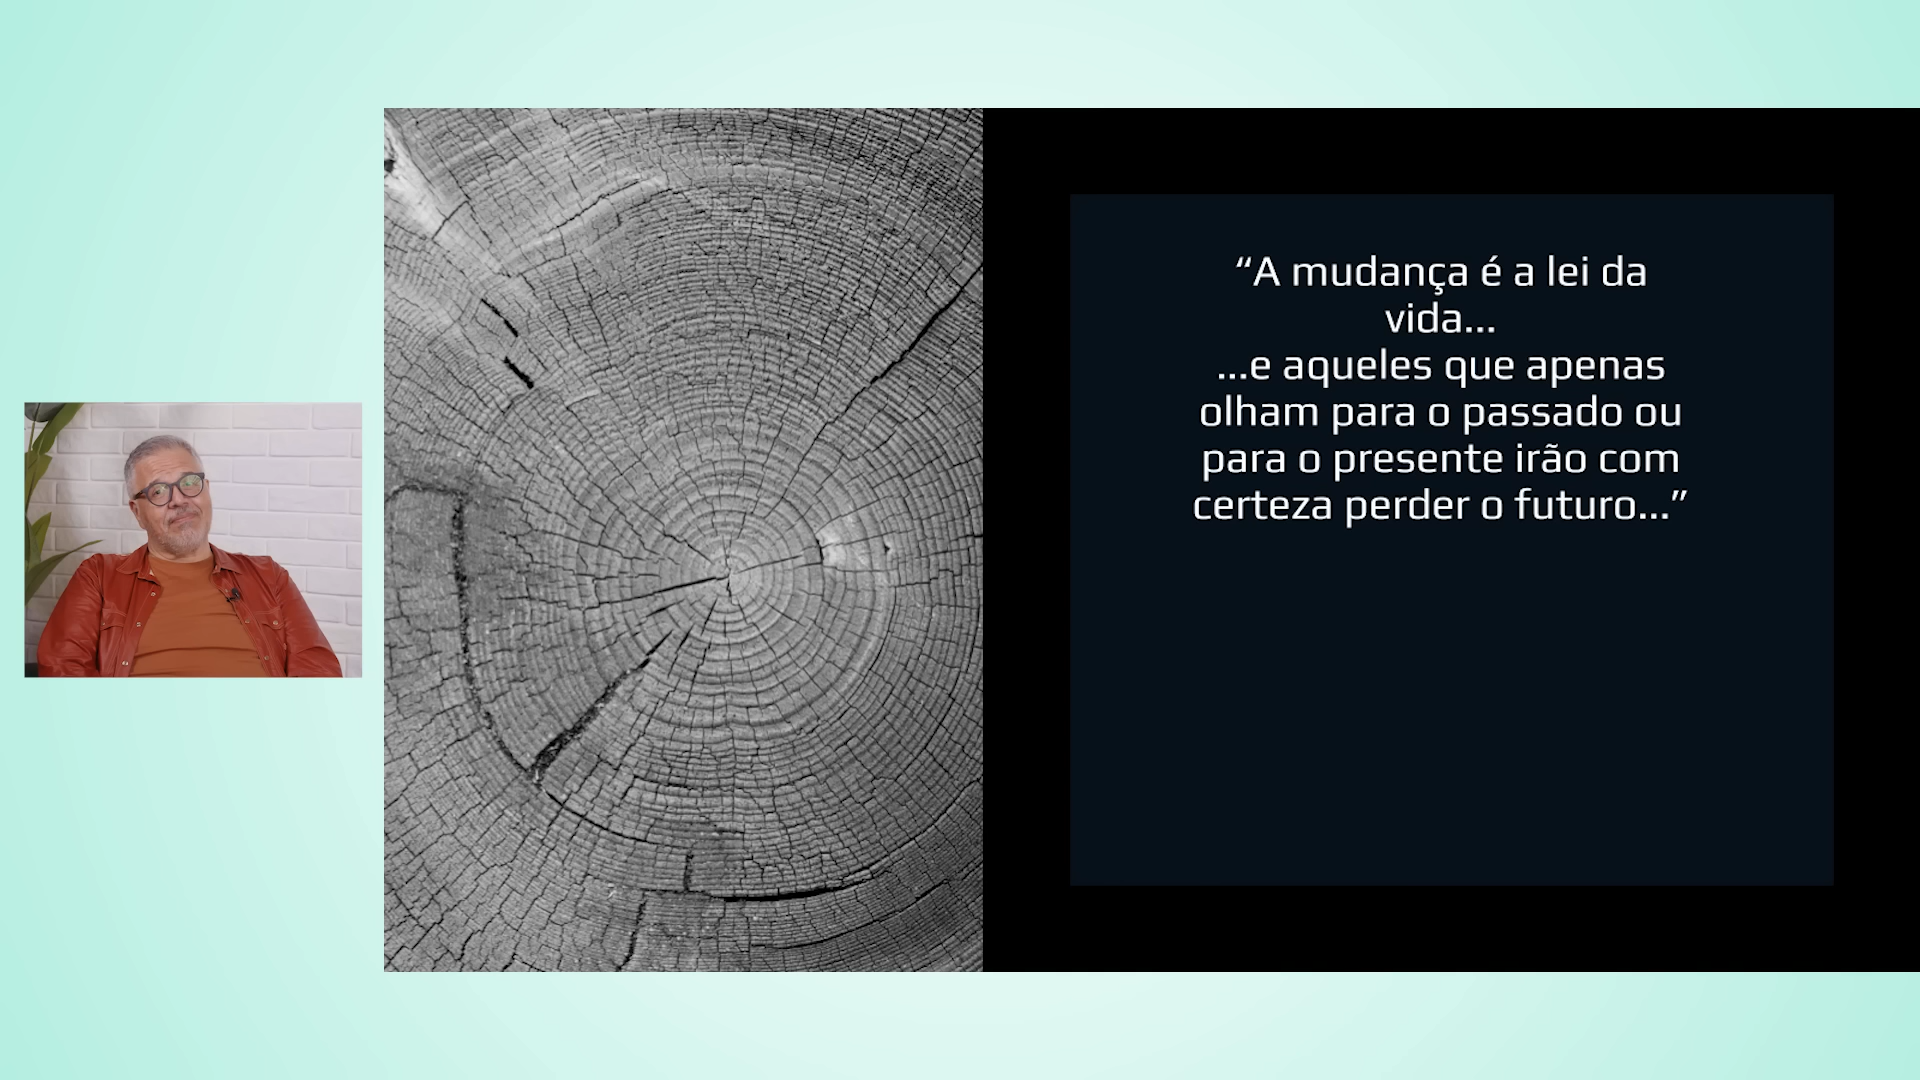 “A mudança é a lei da
vida...
...e aqueles que apenas
olham para o passado ou
para o presente irão com
certeza perder o futuro...”